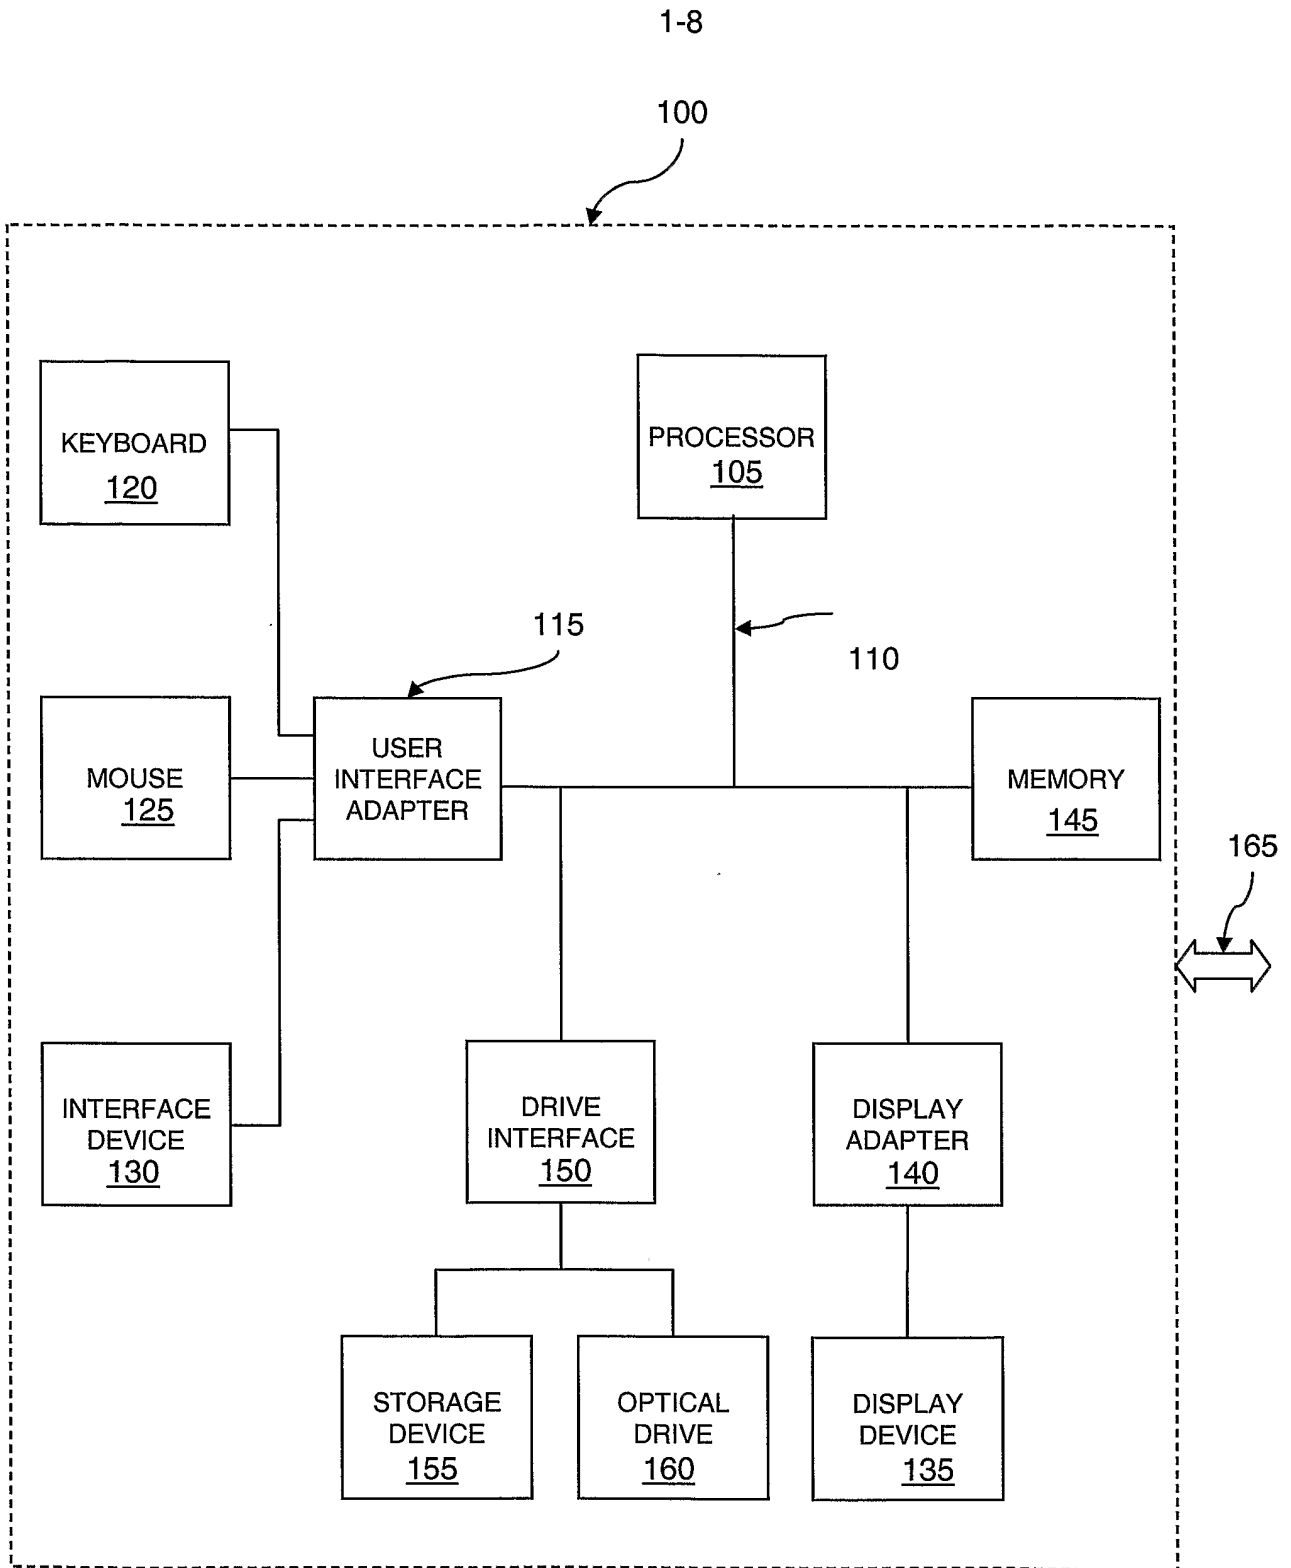 1-8
100
KEYBOARD
120
PROCESSOR
105
115
110
USER
INTERFACE
ADAPTER
MOUSE
125
MEMORY
145
165
INTERFACE
DEVICE
130
DRIVE
INTERFACE
150
DISPLAY
ADAPTER
140
STORAGE
DEVICE
155
OPTICAL
DRIVE
160
DISPLAY
DEVICE
135